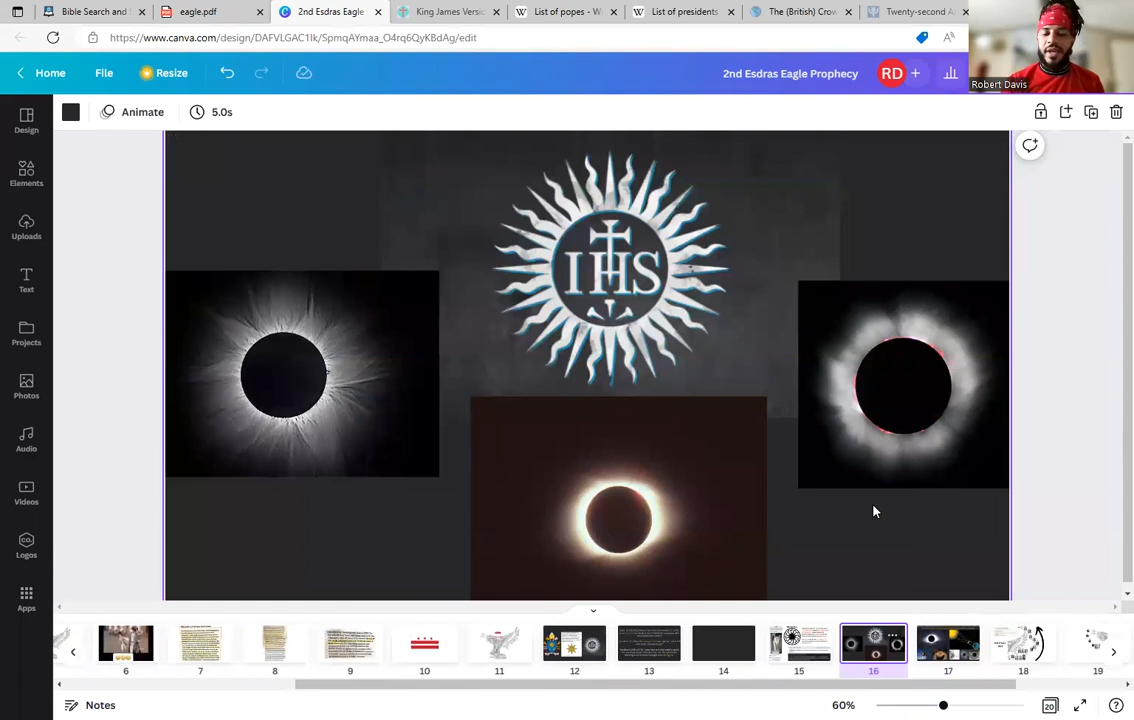 Bible Search and
eagle.pdf
2nd Esdras Eagle
King James Versic
List of popes - W
List of presidents
The (British) Crow
Twenty-second A
https://www.canva.com/design/DAFVLGAC1lk/SpmqAYmaa_O4rq6QyKBdAg/edit
Home
File
Resize
2nd Esdras Eagle Prophecy
RD
Robert Davis
Animate
5.0s
Design
Elements
Uploads
Text
Projects
Photos
Audio
Videos
Logos
Apps
IHS
6
7
8
9
10
11
12
13
14
15
16
17
18
19
Notes
60%
20